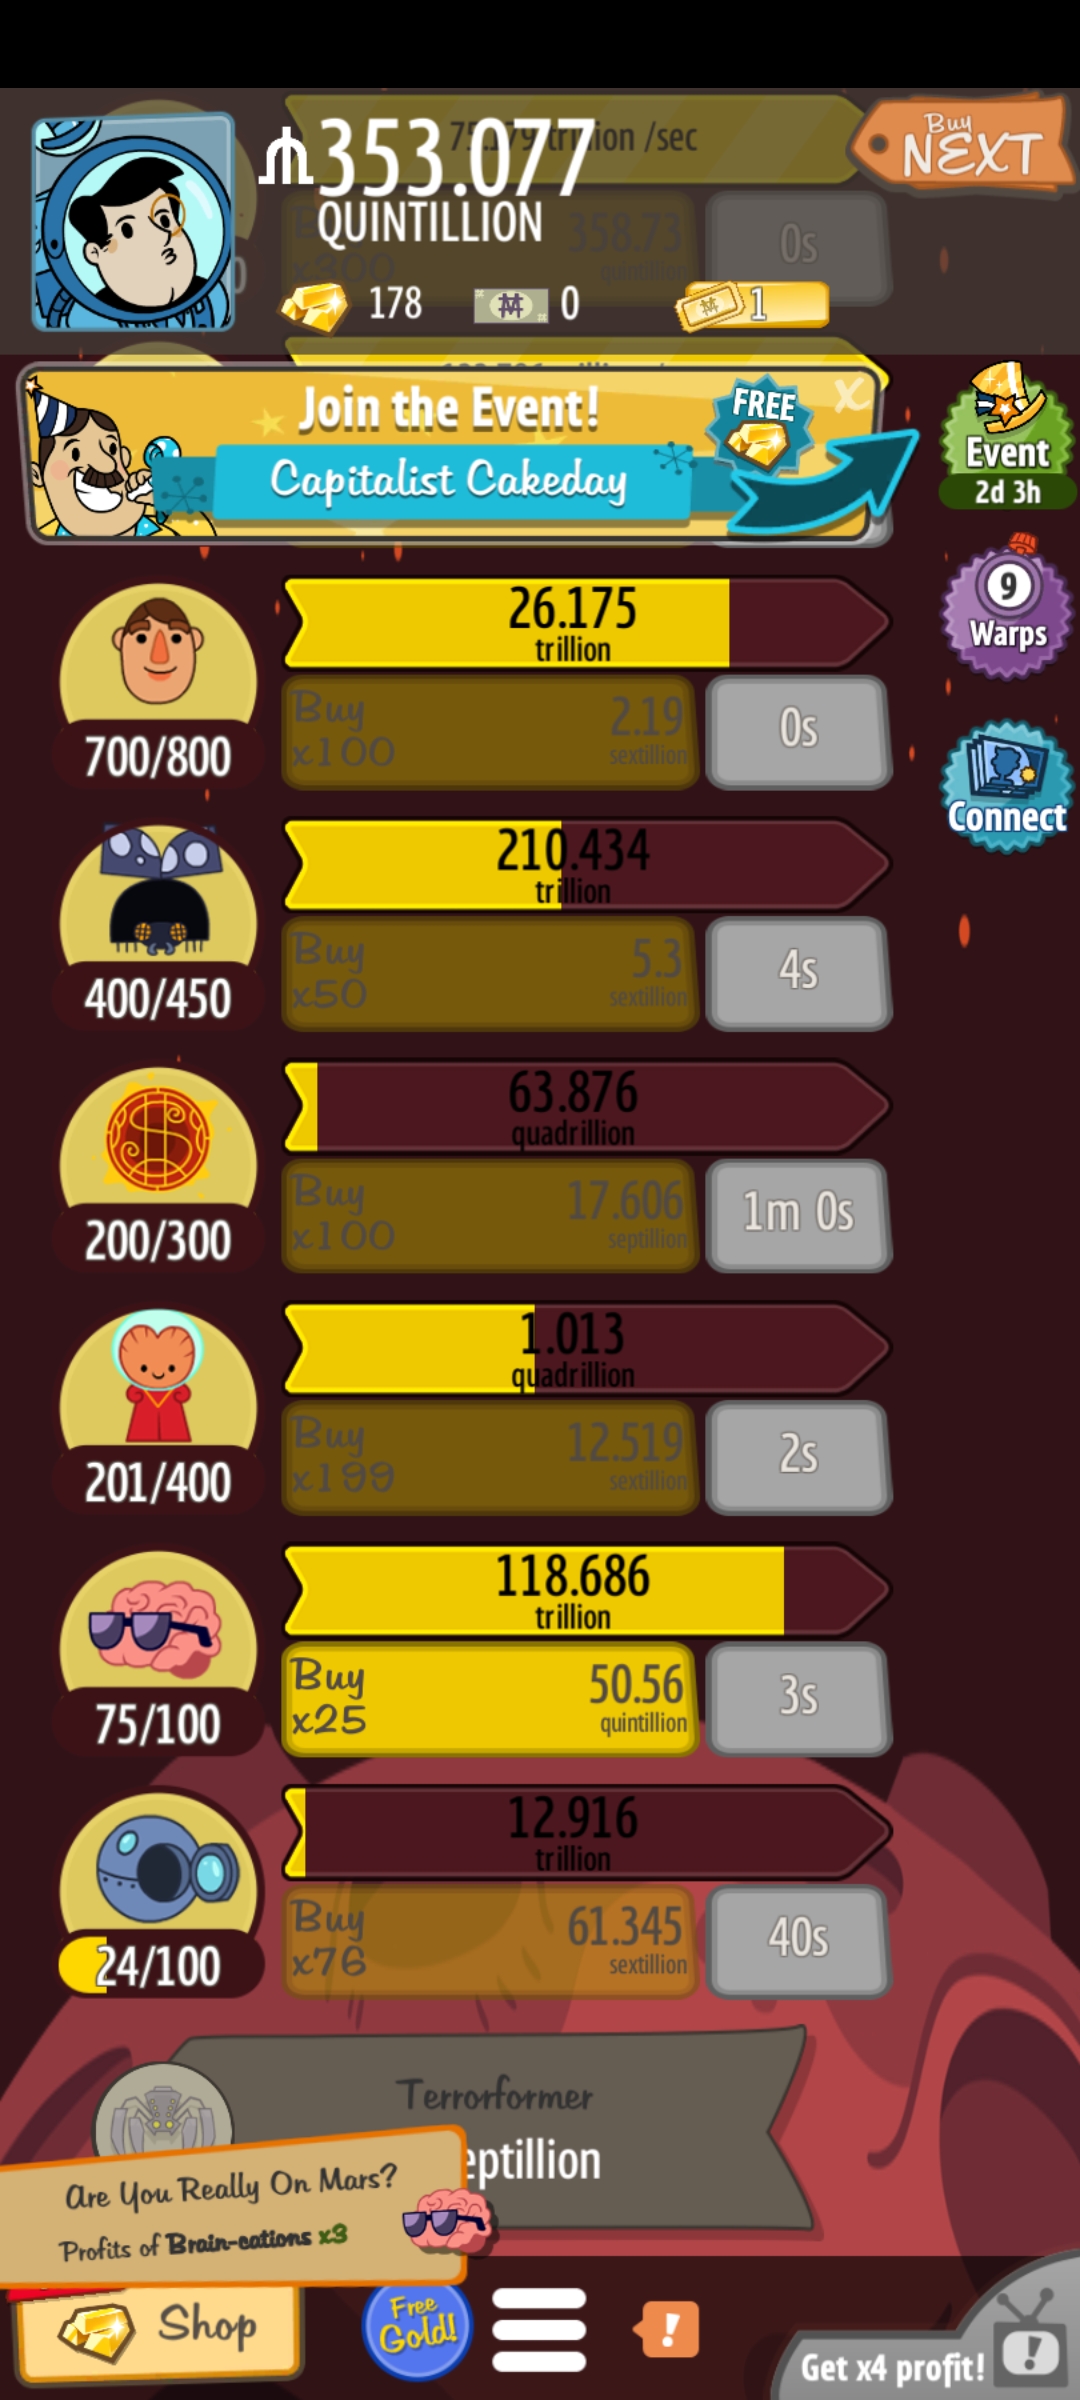 353.077
QUINTILLION
Buy
NEXT
/sec
358.73
x300
0s
178
0
1
Join the Event!
FREE
Capitalist Cakeday
X
Event
2d 3h
9
Warps
Connect
26.175
trillion
Buy
x100
2.19
sextillion
0s
700/800
210.434
trillion
Buy
x50
5.3
sextillion
4s
400/450
63.876
quadrillion
Buy
x100
17.606
septillion
1m 0s
200/300
1.013
quadrillion
Buy
x199
12.519
sextillion
2s
201/400
118.686
trillion
Buy
x25
50.56
quintillion
3s
75/100
12.916
trillion
Buy
x76
61.345
sextillion
40s
24/100
Terrorformer
eptillion
Are You Really On Mars?
Profits of Brain-cations x3
Shop
Free
Gold!
!
Get x4 profit!
!